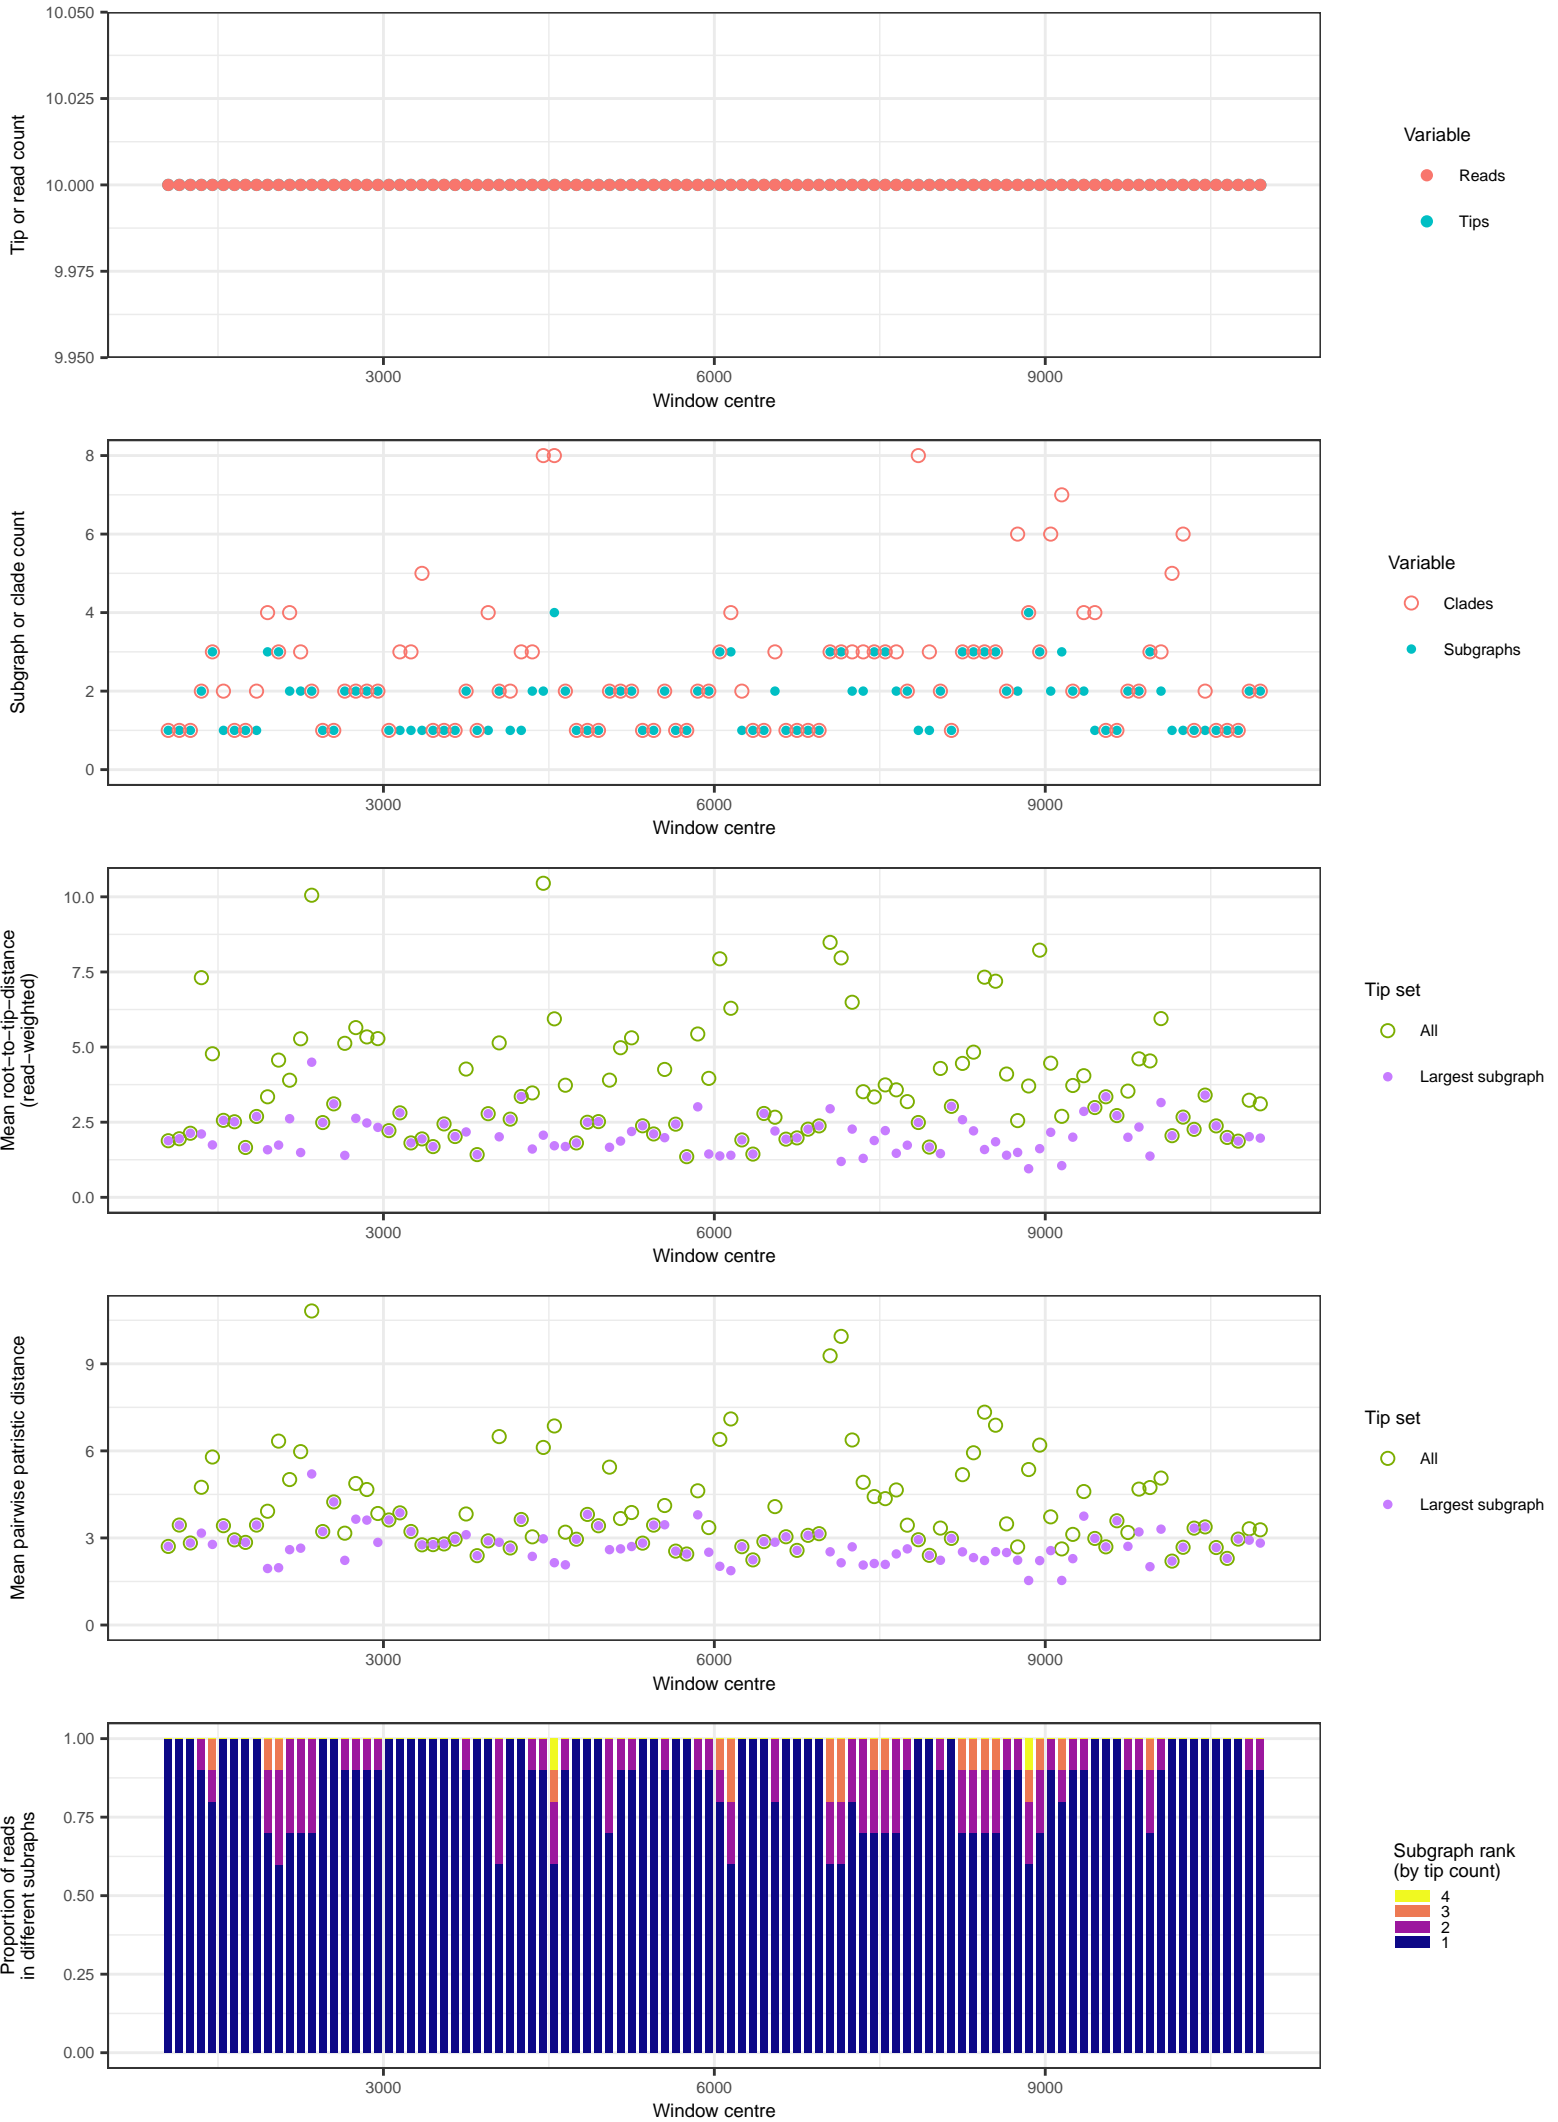 10.050
10.025
10.000
9.975
9.950
Tip or read count
3000 6000 9000
Window centre
Variable
Reads
Tips
8
6
4
2
0
Subgraph or clade count
3000 6000 9000
Window centre
Variable
Clades
Subgraphs
10.0
7.5
5.0
2.5
0.0
Mean root−to−tip−distance
(read−weighted)
3000 6000 9000
Window centre
Tip set
All
Largest subgraph
9
6
3
0
Mean pairwise patristic distance
3000 6000 9000
Window centre
Tip set
All
Largest subgraph
1.00
0.75
0.50
0.25
0.00
Proportion of reads
in different subraphs
3000 6000 9000
Window centre
Subgraph rank
(by tip count)
4
3
2
1